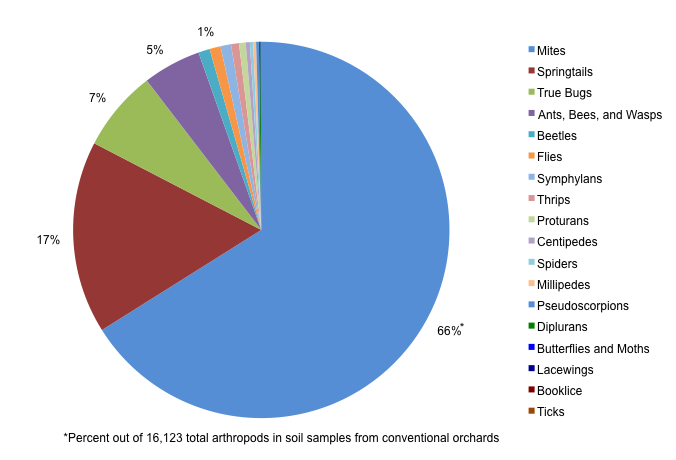 1%
5%
7%
17%
66%*
Mites
Springtails
True Bugs
Ants, Bees, and Wasps
Beetles
Flies
Symphylans
Thrips
Proturans
Centipedes
Spiders
Millipedes
Pseudoscorpions
Diplurans
Butterflies and Moths
Lacewings
Booklice
Ticks
*Percent out of 16,123 total arthropods in soil samples from conventional orchards